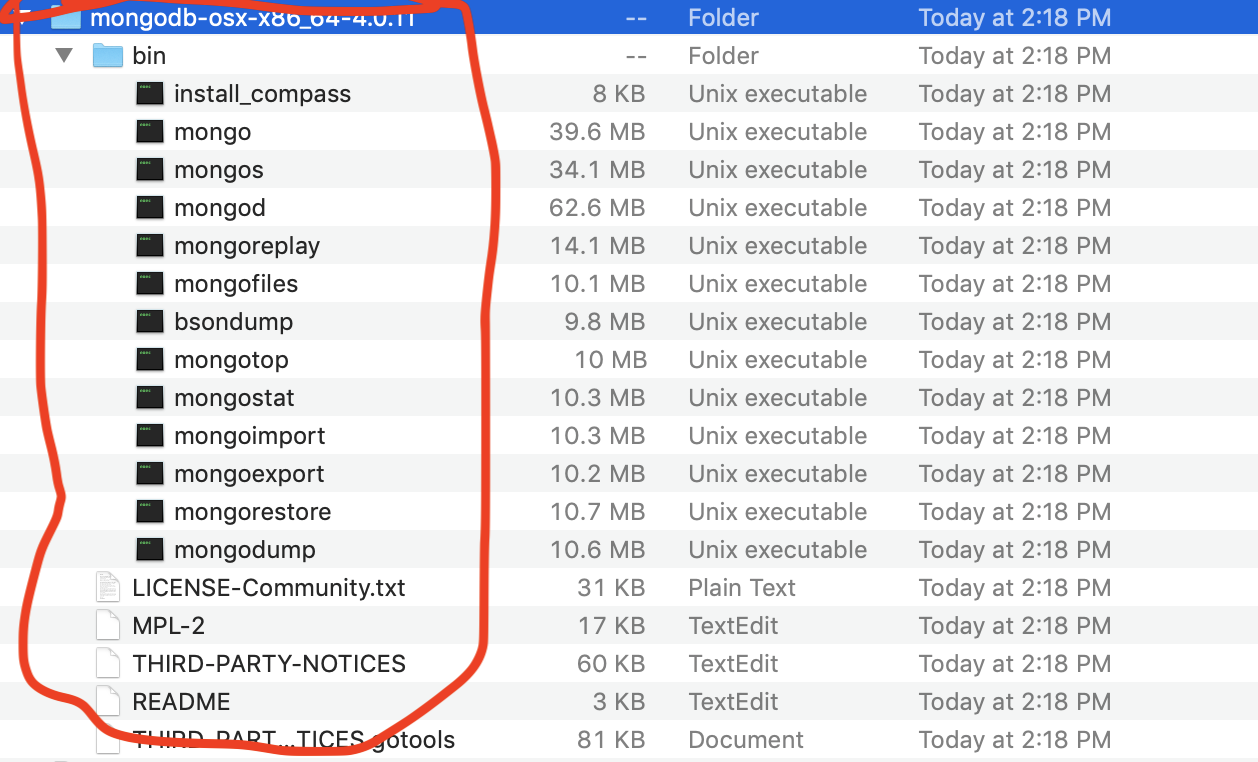 mongodb-osx-x86_64-4.0.11 -- Folder Today at 2:18 PM
bin -- Folder Today at 2:18 PM
install_compass 8 KB Unix executable Today at 2:18 PM
mongo 39.6 MB Unix executable Today at 2:18 PM
mongos 34.1 MB Unix executable Today at 2:18 PM
mongod 62.6 MB Unix executable Today at 2:18 PM
mongoreplay 14.1 MB Unix executable Today at 2:18 PM
mongofiles 10.1 MB Unix executable Today at 2:18 PM
bsondump 9.8 MB Unix executable Today at 2:18 PM
mongotop 10 MB Unix executable Today at 2:18 PM
mongostat 10.3 MB Unix executable Today at 2:18 PM
mongoimport 10.3 MB Unix executable Today at 2:18 PM
mongoexport 10.2 MB Unix executable Today at 2:18 PM
mongorestore 10.7 MB Unix executable Today at 2:18 PM
mongodump 10.6 MB Unix executable Today at 2:18 PM
LICENSE-Community.txt 31 KB Plain Text Today at 2:18 PM
MPL-2 17 KB TextEdit Today at 2:18 PM
THIRD-PARTY-NOTICES 60 KB TextEdit Today at 2:18 PM
README 3 KB TextEdit Today at 2:18 PM
THIRD-PART...TICES.gotools 81 KB Document Today at 2:18 PM